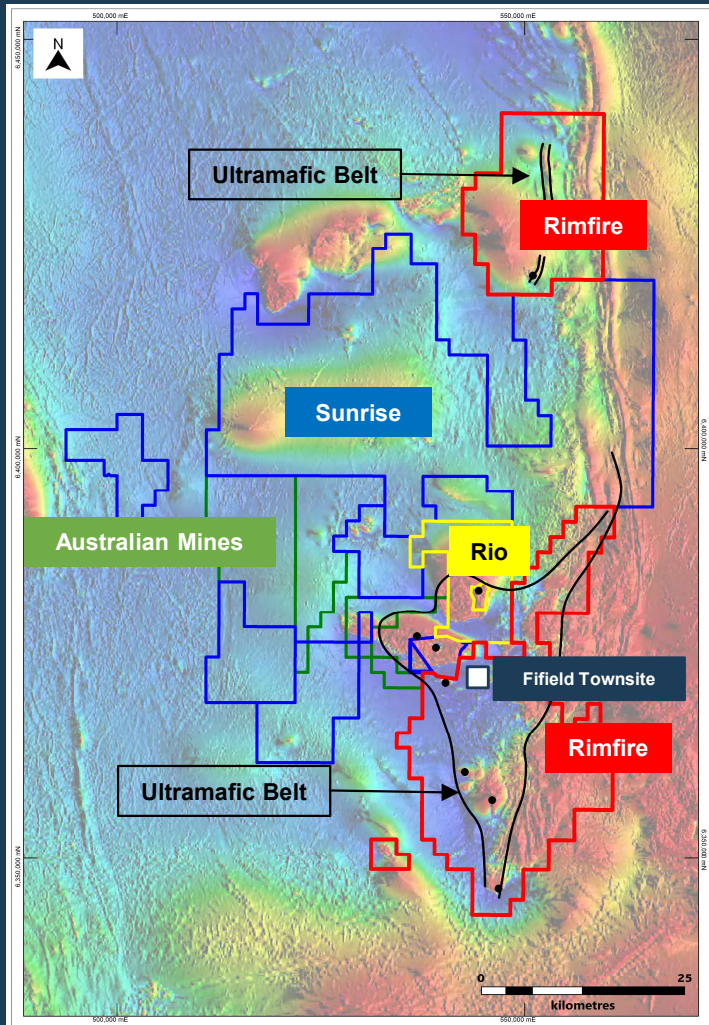 500,000 mE
550,000 mE
6,450,000 mN
N
Ultramafic Belt
Rimfire
Sunrise
6,400,000 mN
6,400,000 mN
Australian Mines
Rio
Fifield Townsite
Rimfire
Ultramafic Belt
6,350,000 mN
6,350,000 mN
0
25
kilometres
500,000 mE
550,000 mE